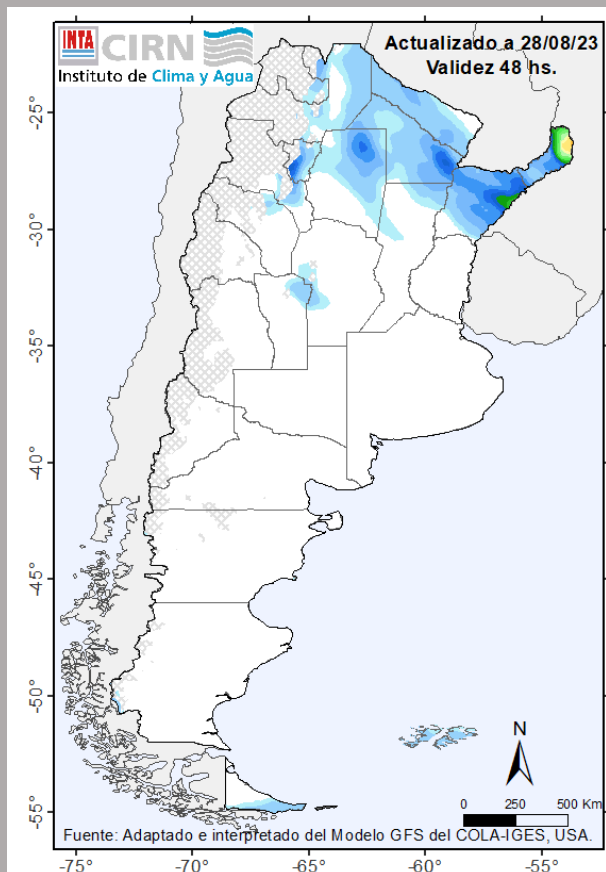 INTA CIRN
Instituto de Clima y Agua
Actualizado a 28/08/23
Validez 48 hs.
-25°
-30°
-35°
-40°
-45°
-50°
-55°
N
0 250 500 Km
Fuente: Adaptado e interpretado del Modelo GFS del COLA-IGES, USA.
-75° -70° -65° -60° -55°